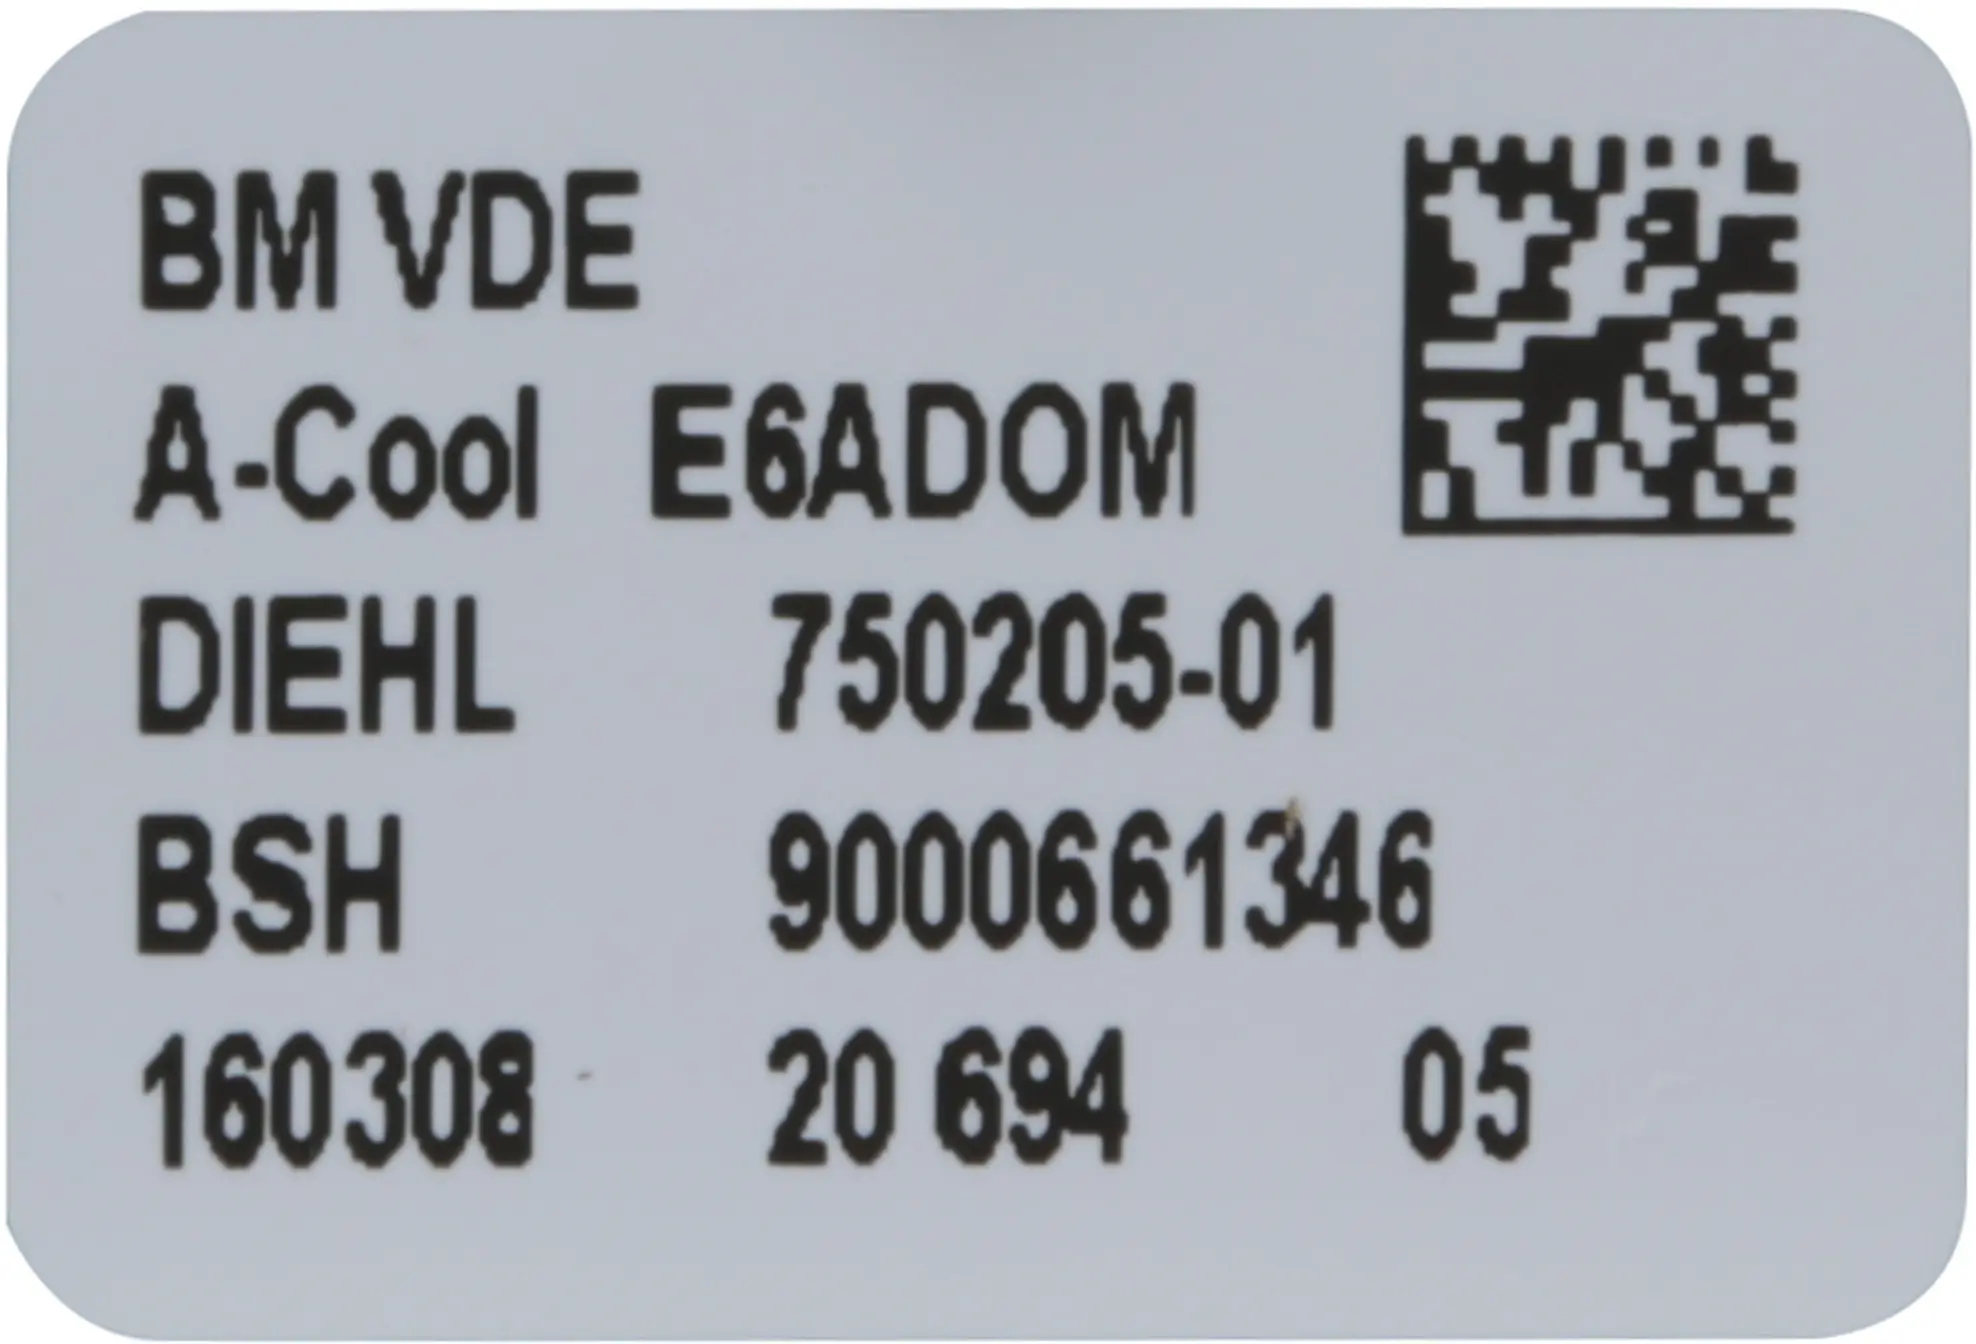 BM VDE
A-Cool E6ADOM
DIEHL 750205-01
BSH 9000661346
160308 20 694 05